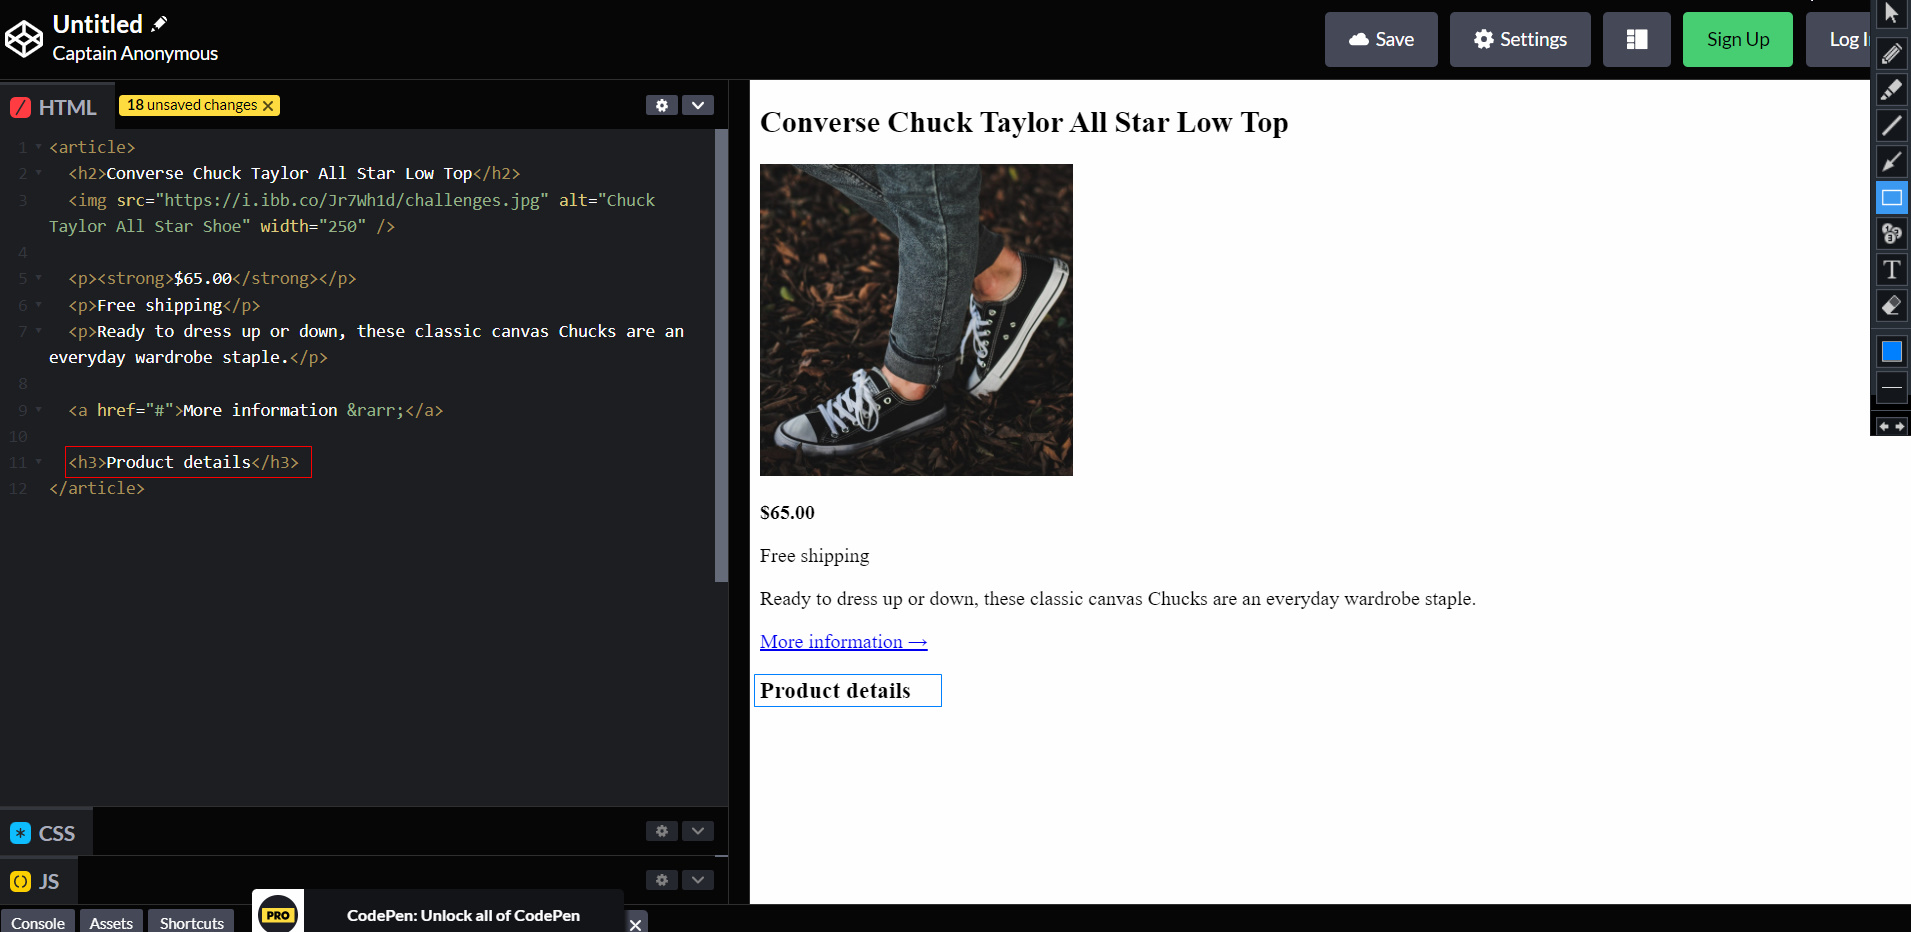 Untitled
Captain Anonymous
Save
Settings
Sign Up
Log I
HTML
18 unsaved changes
1 <article>
2 <h2>Converse Chuck Taylor All Star Low Top</h2>
3 <img src="https://i.ibb.co/Jr7Wh1d/challenges.jpg" alt="Chuck
Taylor All Star Shoe" width="250" />
4
5 <p><strong>$65.00</strong></p>
6 <p>Free shipping</p>
7 <p>Ready to dress up or down, these classic canvas Chucks are an
everyday wardrobe staple.</p>
8
9 <a href="#">More information &rarr;</a>
10
11 <h3>Product details</h3>
12 </article>
CSS
JS
Console
Assets
Shortcuts
PRO
CodePen: Unlock all of CodePen
Converse Chuck Taylor All Star Low Top
$65.00
Free shipping
Ready to dress up or down, these classic canvas Chucks are an everyday wardrobe staple.
More information →
Product details